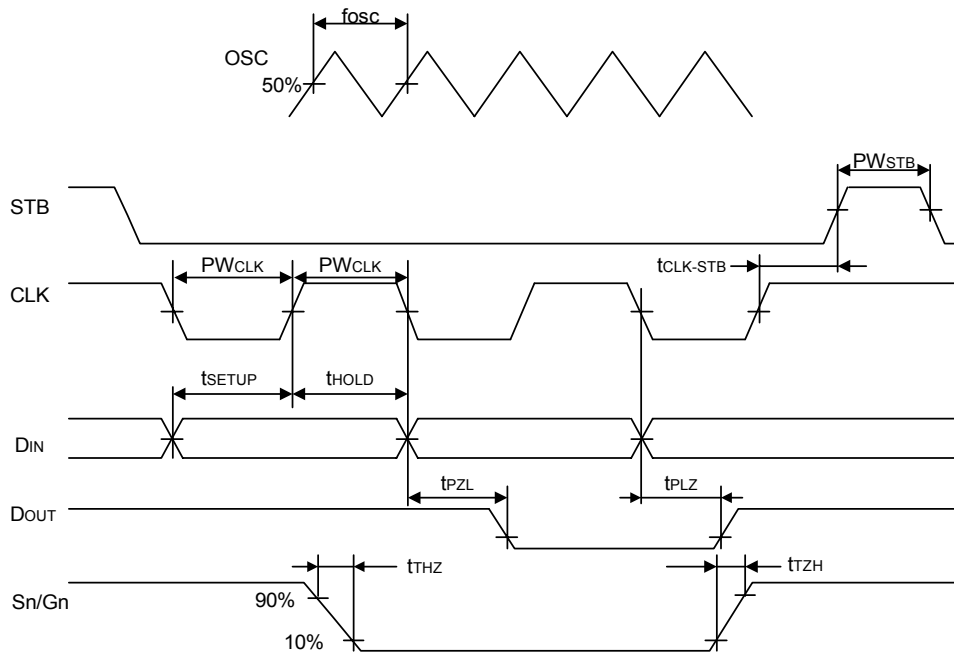 fosc
OSC
50%
PWSTB
STB
PWCLK PWCLK
tCLK-STB
CLK
tSETUP tHOLD
DIN
tPZL tPLZ
DOUT
tTHZ tTZH
Sn/Gn
90%
10%